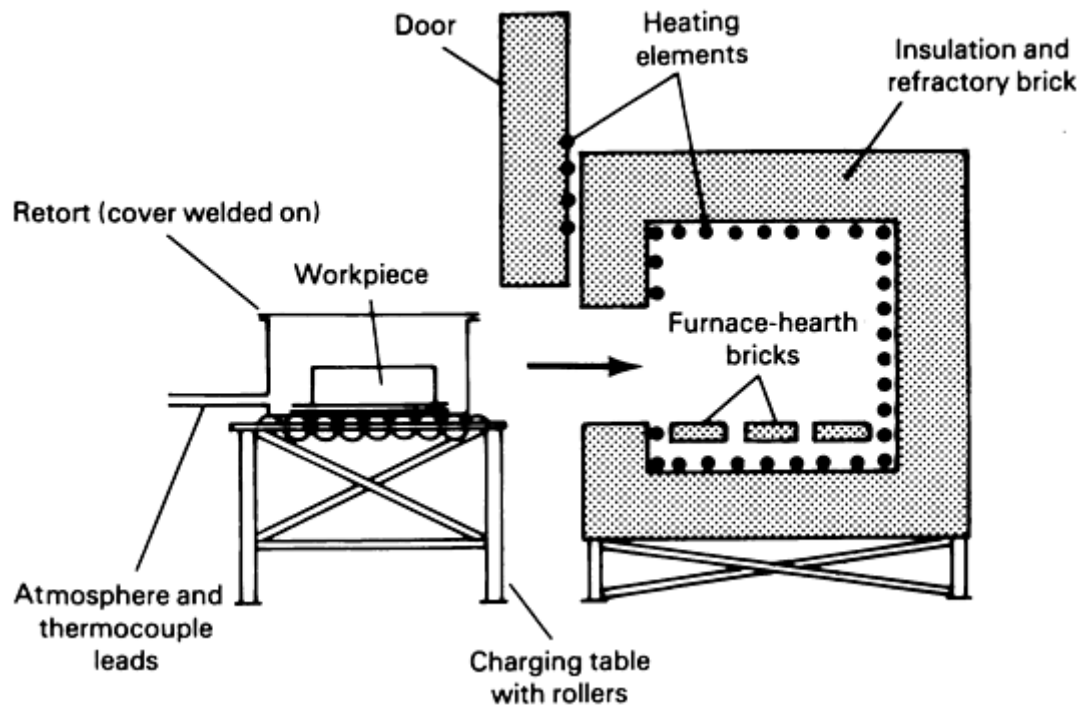 Door
Heating
elements
Insulation and
refractory brick
Retort (cover welded on)
Workpiece
Furnace-hearth
bricks
Atmosphere and
thermocouple
leads
Charging table
with rollers